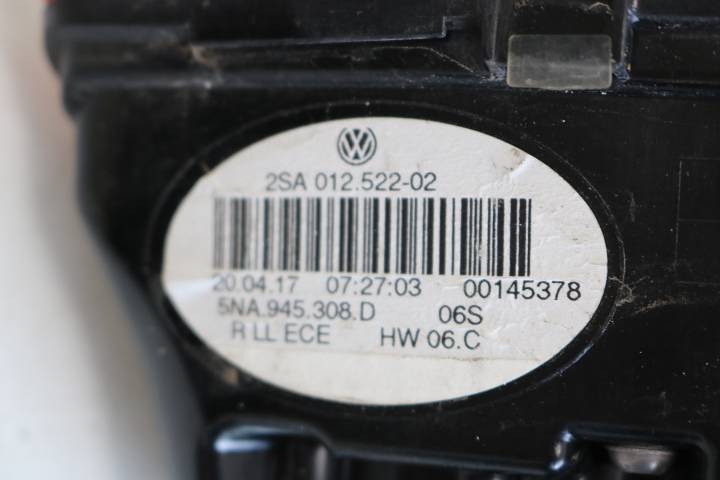 2SA 012.522-02
20.04.17 07:27:03 00145378
5NA.945.308.D 06S
R LL ECE HW 06.C